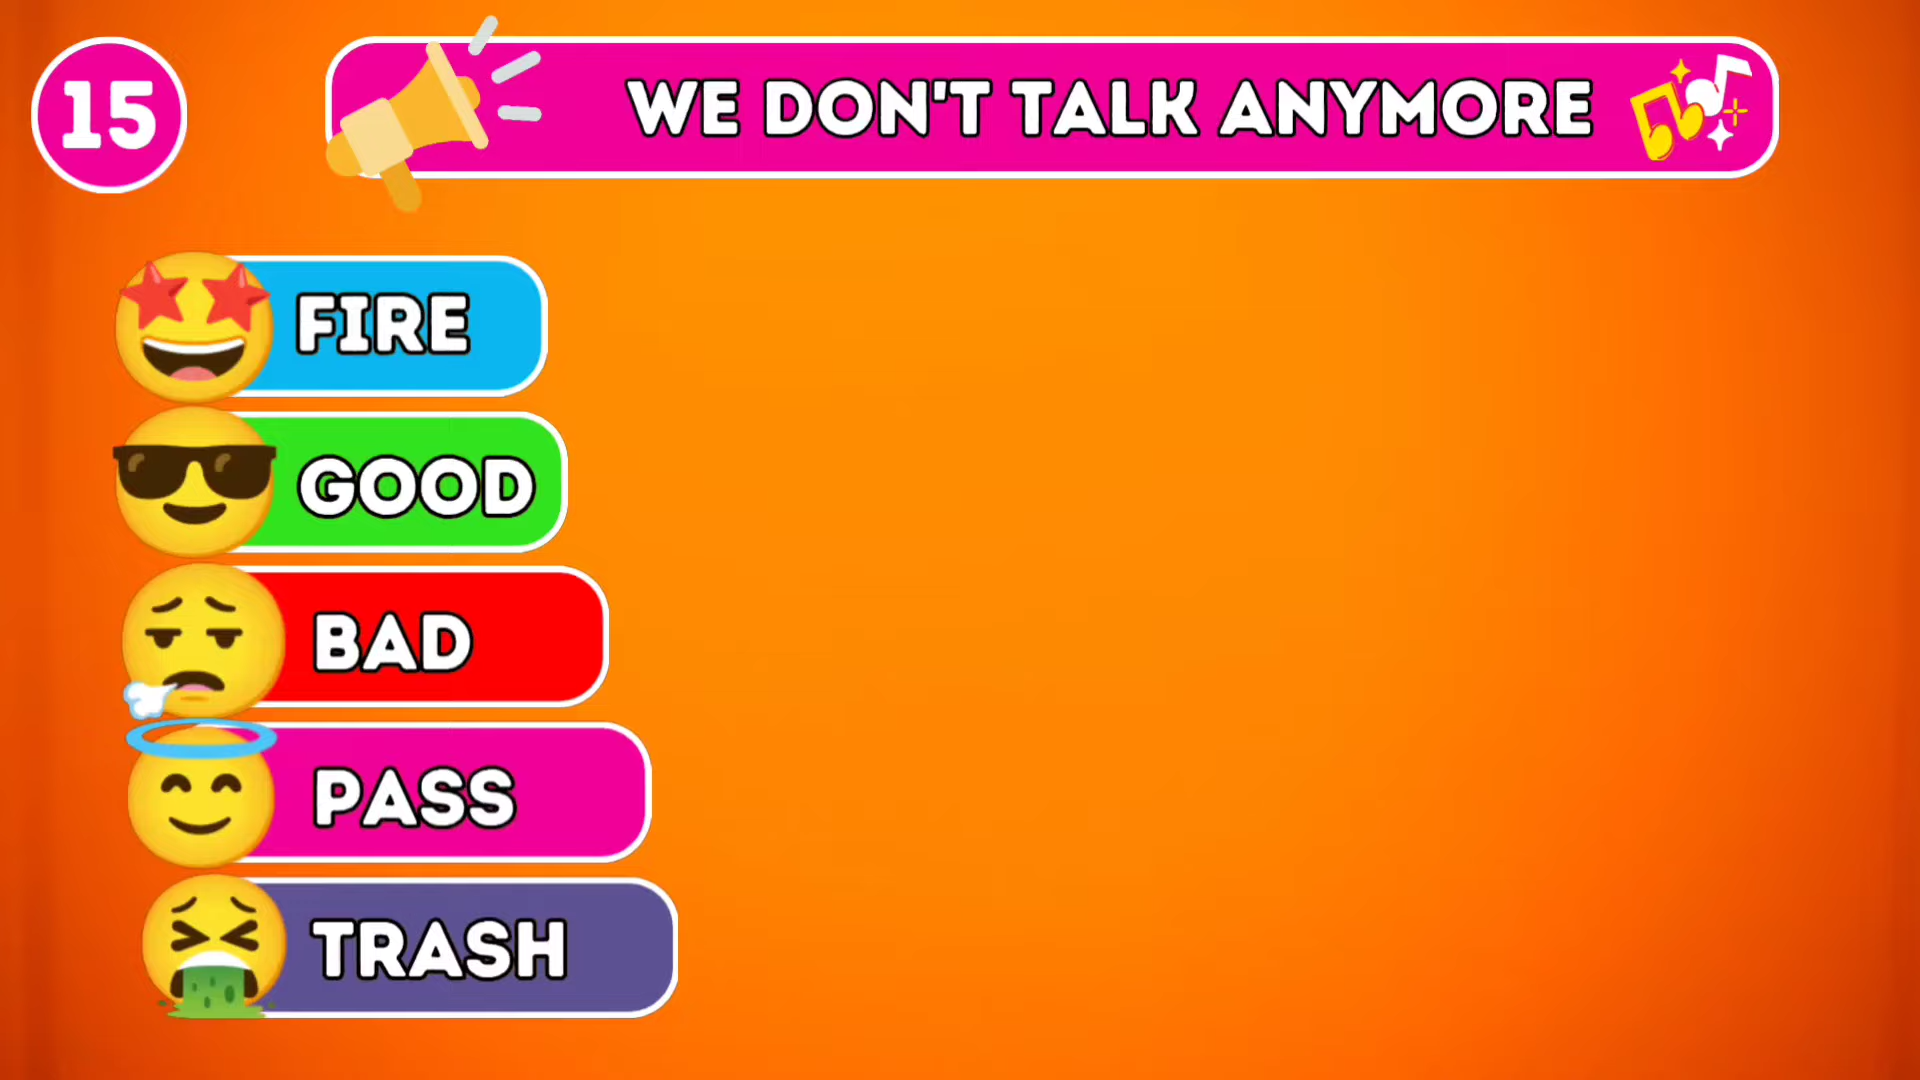 15
WE DON'T TALK ANYMORE
FIRE
GOOD
BAD
PASS
TRASH